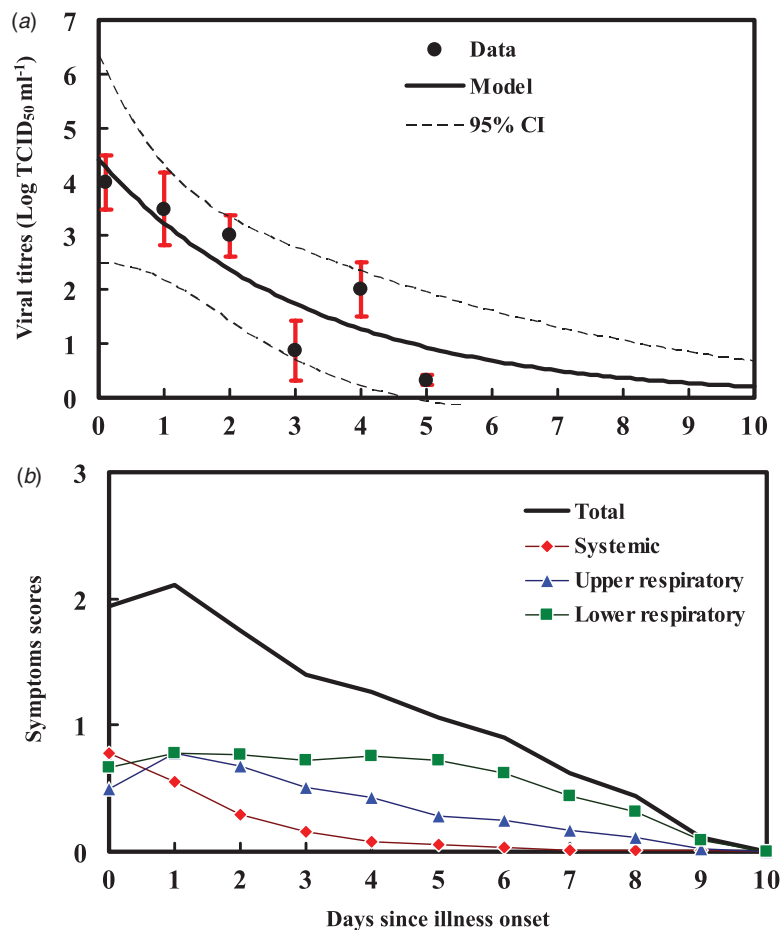 (a)
7
6
5
4
3
2
1
0
Viral titres (Log TCID50 ml-1)
Data
Model
95% CI
0 1 2 3 4 5 6 7 8 9 10
(b)
3
2
1
0
Symptoms scores
Total
Systemic
Upper respiratory
Lower respiratory
0 1 2 3 4 5 6 7 8 9 10
Days since illness onset